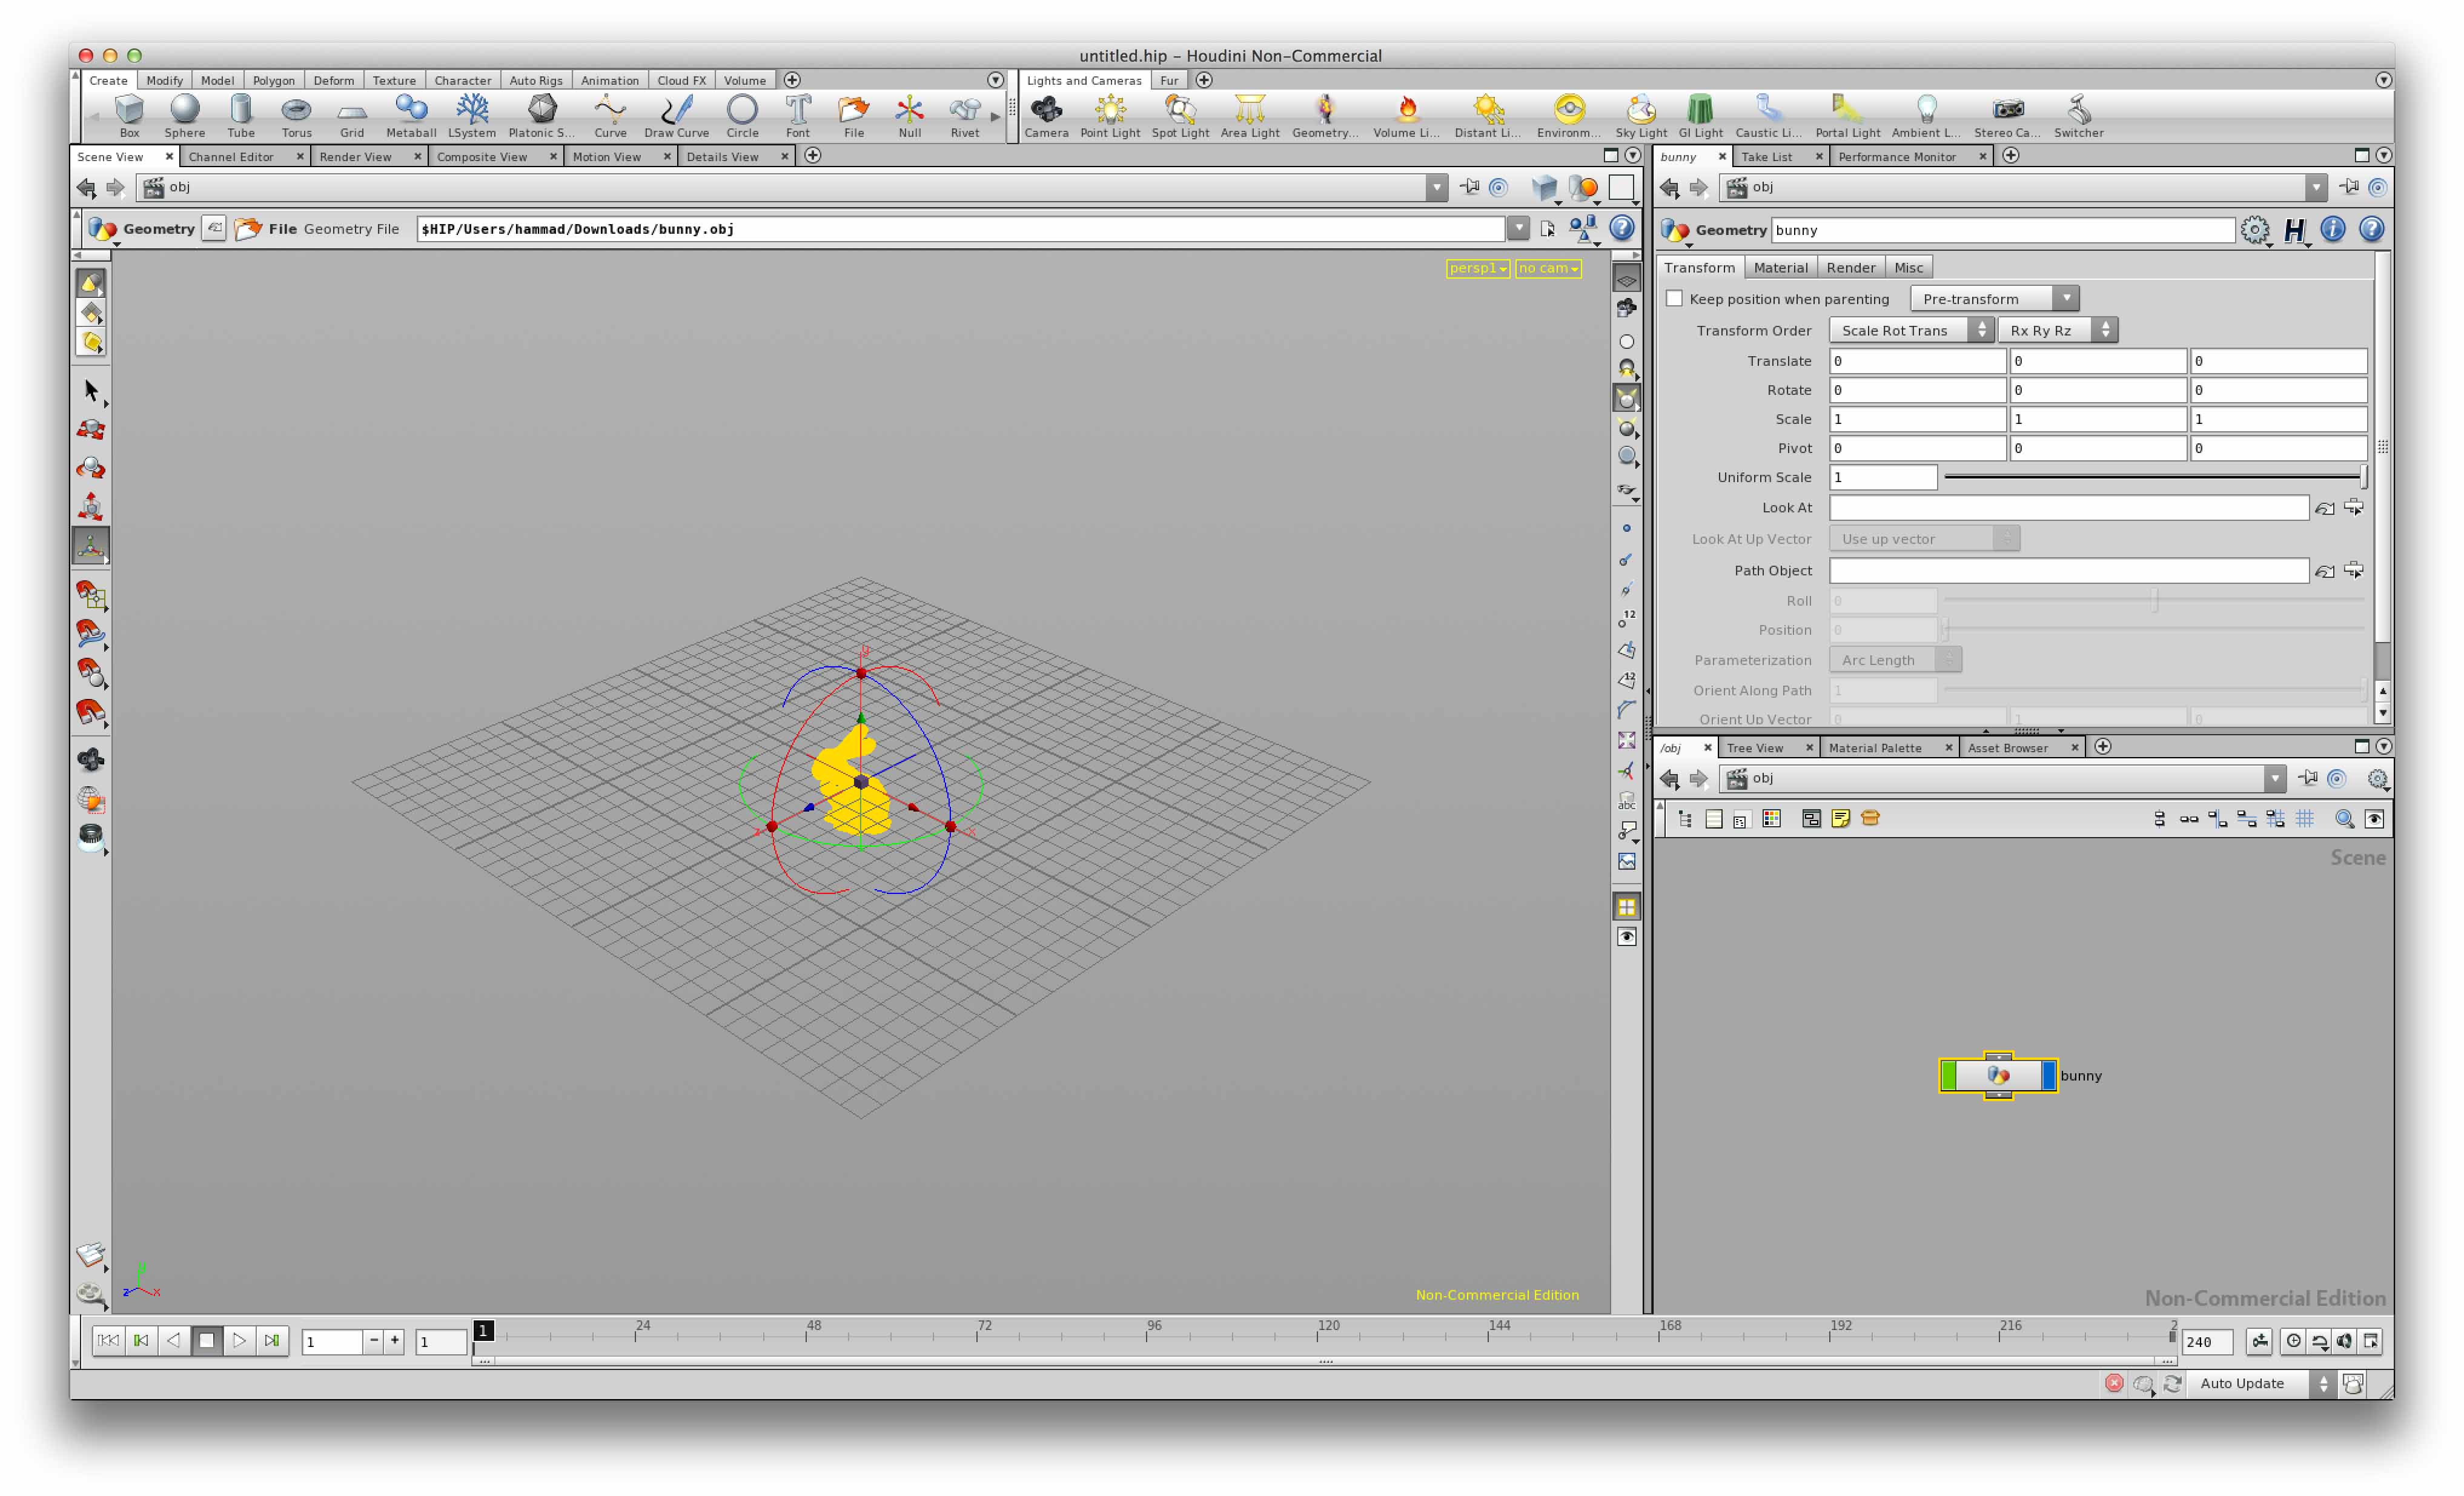 untitled.hip – Houdini Non-Commercial
Create Modify Model Polygon Deform Texture Character Auto Rigs Animation Cloud FX Volume
Lights and Cameras Fur
Box Sphere Tube Torus Grid Metaball LSystem Platonic S... Curve Draw Curve Circle Font File Null Rivet
Camera Point Light Spot Light Area Light Geometry... Volume Li... Distant Li... Environm... Sky Light GI Light Caustic Li... Portal Light Ambient L... Stereo Ca... Switcher
Scene View Channel Editor Render View Composite View Motion View Details View
obj
Geometry File Geometry File $HIP/Users/hammad/Downloads/bunny.obj
persp1 no cam
y
z x
12
12
abc
y
z x
Non-Commercial Edition
bunny Take List Performance Monitor
obj
Geometry bunny
Transform Material Render Misc
Keep position when parenting Pre-transform
Transform Order Scale Rot Trans Rx Ry Rz
Translate 0 0 0
Rotate 0 0 0
Scale 1 1 1
Pivot 0 0 0
Uniform Scale 1
Look At
Look At Up Vector Use up vector
Path Object
Roll 0
Position 0
Parameterization Arc Length
Orient Along Path 1
Orient Up Vector 0 1 0
/obj Tree View Material Palette Asset Browser
obj
Scene
bunny
Non-Commercial Edition
1 1 1 24 48 72 96 120 144 168 192 216 2 240
Auto Update